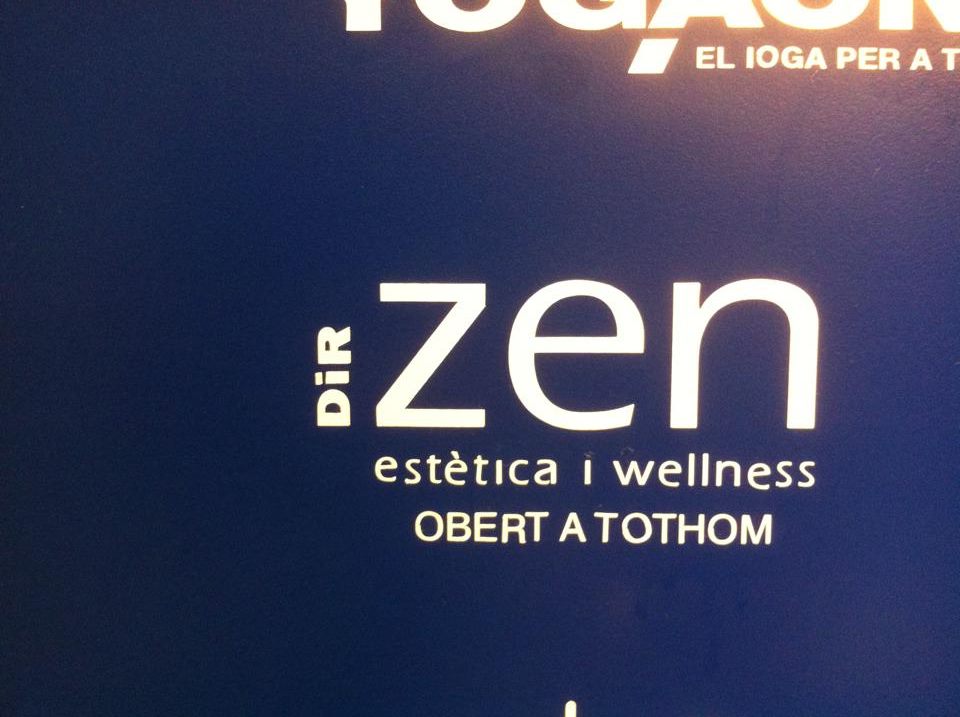 EL IOGA PER A
DiR
zen
estètica i wellness
OBERT A TOTHOM